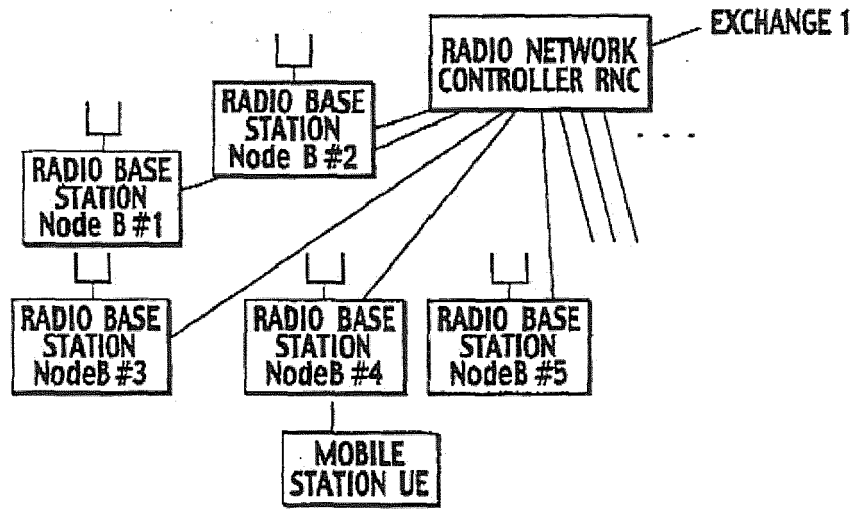 EXCHANGE 1
RADIO NETWORK
CONTROLLER RNC
RADIO BASE
STATION
Node B #2
RADIO BASE
STATION
Node B #1
RADIO BASE
STATION
NodeB #3
RADIO BASE
STATION
NodeB #4
RADIO BASE
STATION
NodeB #5
MOBILE
STATION UE